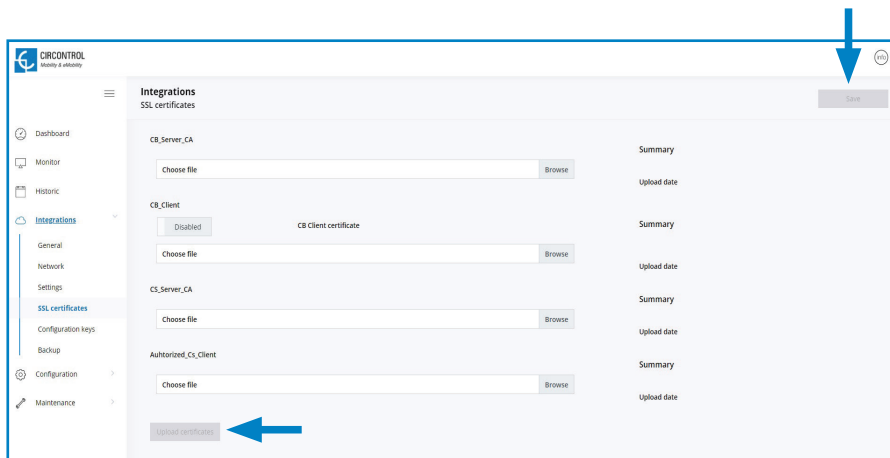 CIRCONTROL
Mobility & eMobility
info
Integrations
SSL certificates
Save
Dashboard
Monitor
Historic
Integrations
General
Network
Settings
SSL certificates
Configuration keys
Backup
Configuration
Maintenance
CB_Server_CA
Choose file Browse
Summary
Upload date
CB_Client
Disabled CB Client certificate
Choose file Browse
Summary
Upload date
CS_Server_CA
Choose file Browse
Summary
Upload date
Auhtorized_Cs_Client
Choose file Browse
Summary
Upload date
Upload certificates